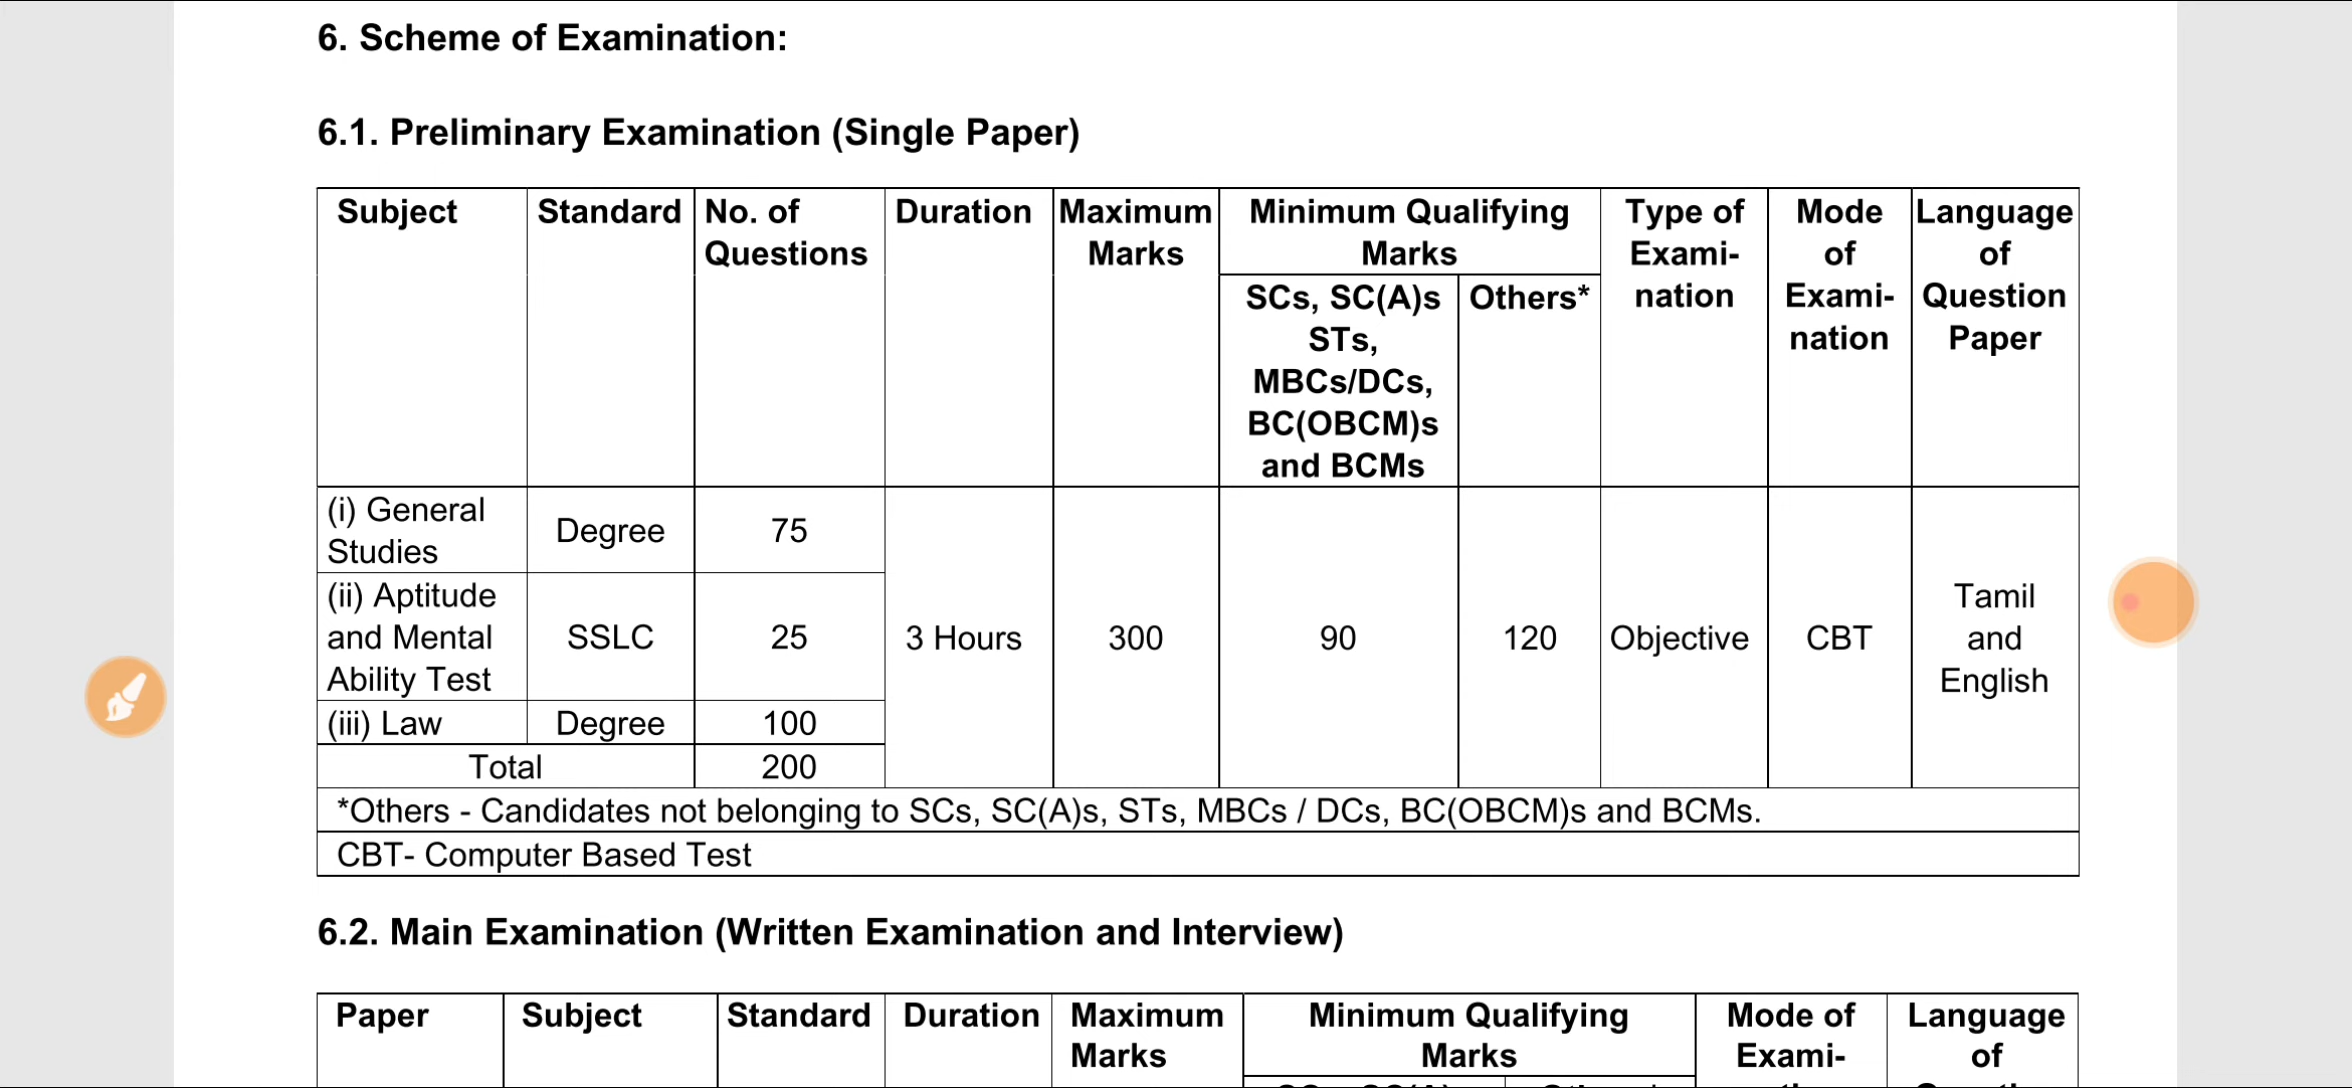 6. Scheme of Examination:
6.1. Preliminary Examination (Single Paper)
Subject
Standard
No. of
Questions
Duration
Maximum
Marks
Minimum Qualifying
Marks
SCs, SC(A)s
STs,
MBCs/DCs,
BC(OBCM)s
and BCMs
Others*
Type of
Exami-
nation
Mode
of
Exami-
nation
Language
of
Question
Paper
(i) General
Studies
Degree
75
(ii) Aptitude
and Mental
Ability Test
SSLC
25
(iii) Law
Degree
100
Total
200
3 Hours
300
90
120
Objective
CBT
Tamil
and
English
*Others - Candidates not belonging to SCs, SC(A)s, STs, MBCs / DCs, BC(OBCM)s and BCMs.
CBT- Computer Based Test
6.2. Main Examination (Written Examination and Interview)
Paper
Subject
Standard
Duration
Maximum
Marks
Minimum Qualifying
Marks
Mode of
Exami-
Language
of